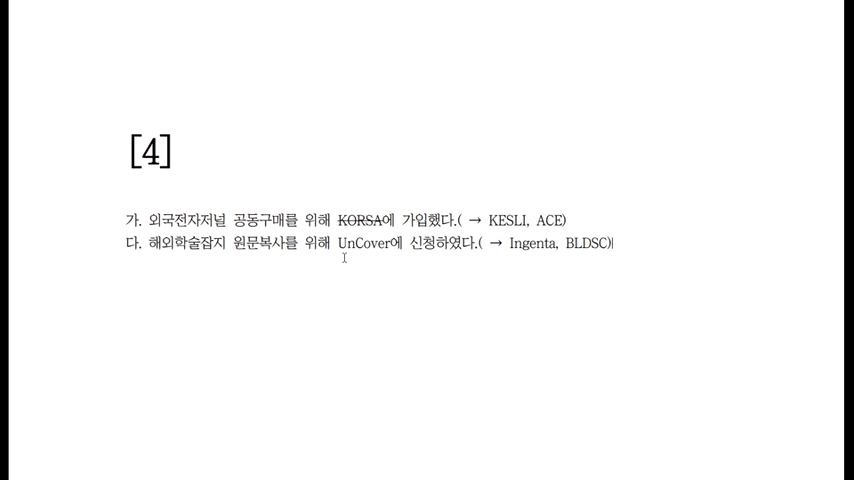 [4]
가. 외국전자저널 공동구매를 위해 KORSA에 가입했다.( → KESLI, ACE)
다. 해외학술잡지 원문복사를 위해 UnCover에 신청하였다.( → Ingenta, BLDSC)